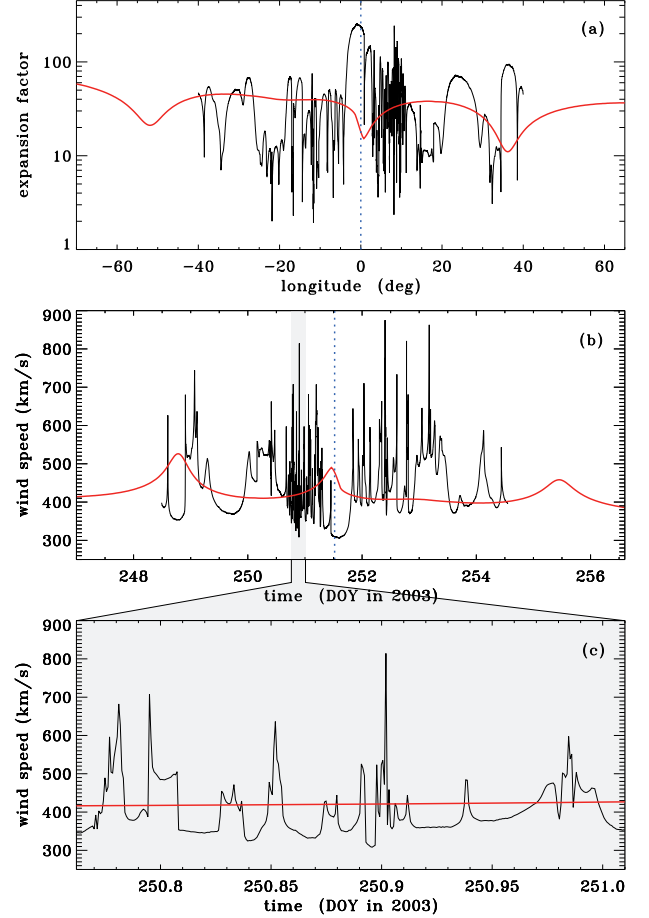 (a)
expansion factor
100
10
1
−60 −40 −20 0 20 40 60
longitude (deg)
(b)
wind speed (km/s)
900
800
700
600
500
400
300
248 250 252 254 256
time (DOY in 2003)
(c)
wind speed (km/s)
900
800
700
600
500
400
300
250.8 250.85 250.9 250.95 251.0
time (DOY in 2003)